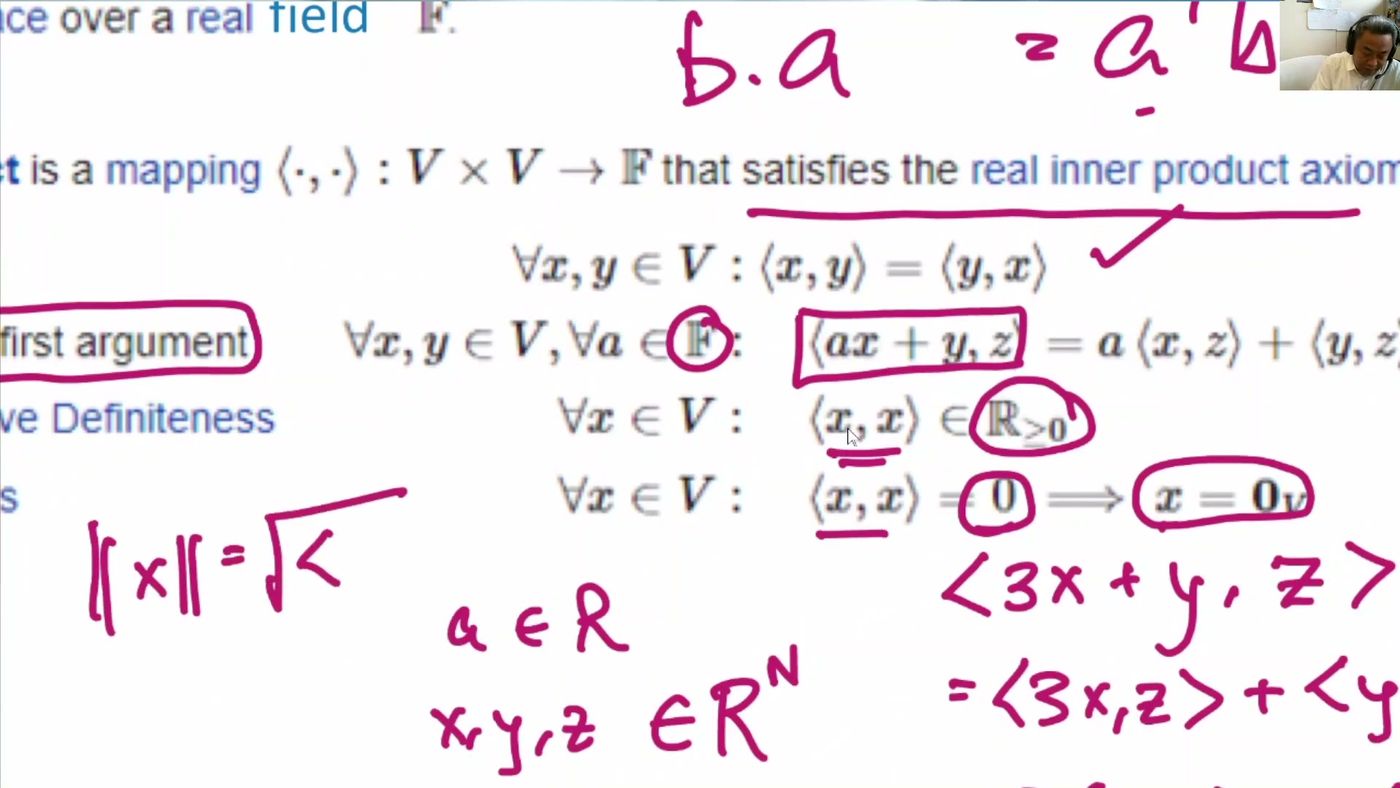 ce over a real field 𝔽.
b . a = a ' b
t is a mapping ⟨·, ·⟩ : V × V → 𝔽 that satisfies the real inner product axiom
∀x, y ∈ V : ⟨x, y⟩ = ⟨y, x⟩ ✓
first argument ∀x, y ∈ V, ∀a ∈ 𝔽 : ⟨ax + y, z⟩ = a ⟨x, z⟩ + ⟨y, z
ve Definiteness ∀x ∈ V : ⟨x, x⟩ ∈ ℝ≥0
s ∀x ∈ V : ⟨x, x⟩ = 0 ⟹ x = 0V
||x|| = √<
<3x + y, z>
a ∈ R
= <3x, z> + <y
x, y, z ∈ R^N